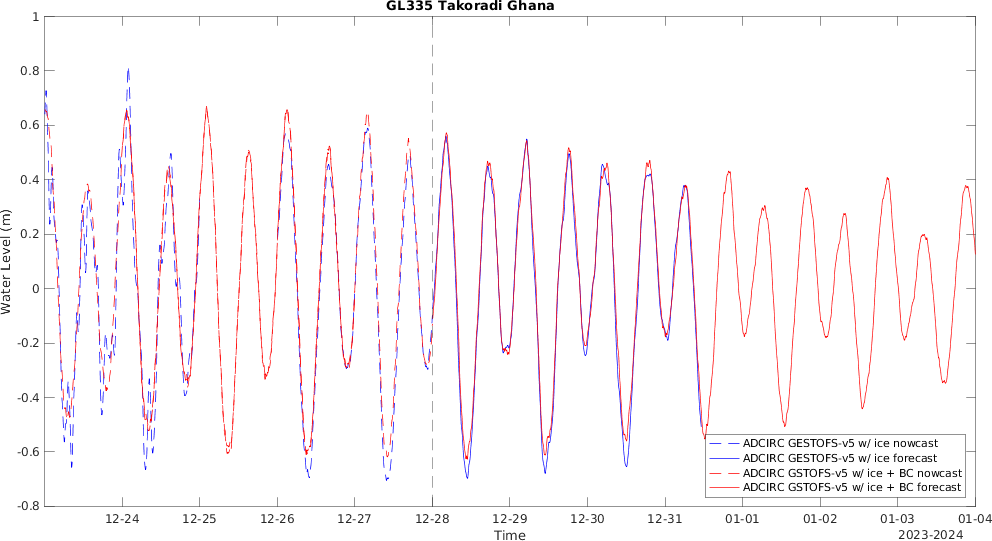 GL335 Takoradi Ghana
1
0.8
0.6
0.4
0.2
0
-0.2
-0.4
-0.6
-0.8
Water Level (m)
ADCIRC GESTOFS-v5 w/ ice nowcast
ADCIRC GESTOFS-v5 w/ ice forecast
ADCIRC GSTOFS-v5 w/ ice + BC nowcast
ADCIRC GSTOFS-v5 w/ ice + BC forecast
12-24 12-25 12-26 12-27 12-28 12-29 12-30 12-31 01-01 01-02 01-03 01-04
Time
2023-2024